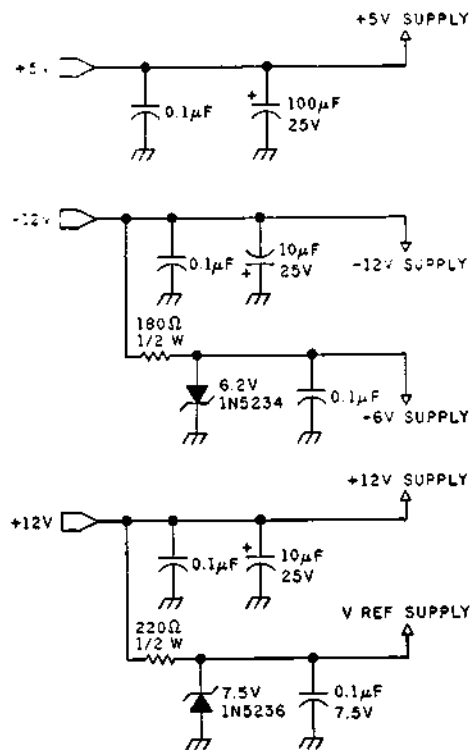 +5V SUPPLY
+5V
0.1µF
100µF
25V
+
-12V
0.1µF
10µF
25V
+
-12V SUPPLY
180Ω
1/2 W
6.2V
1N5234
0.1µF
-6V SUPPLY
+12V SUPPLY
+12V
0.1µF
+
10µF
25V
220Ω
1/2 W
V REF SUPPLY
7.5V
1N5236
0.1µF
7.5V